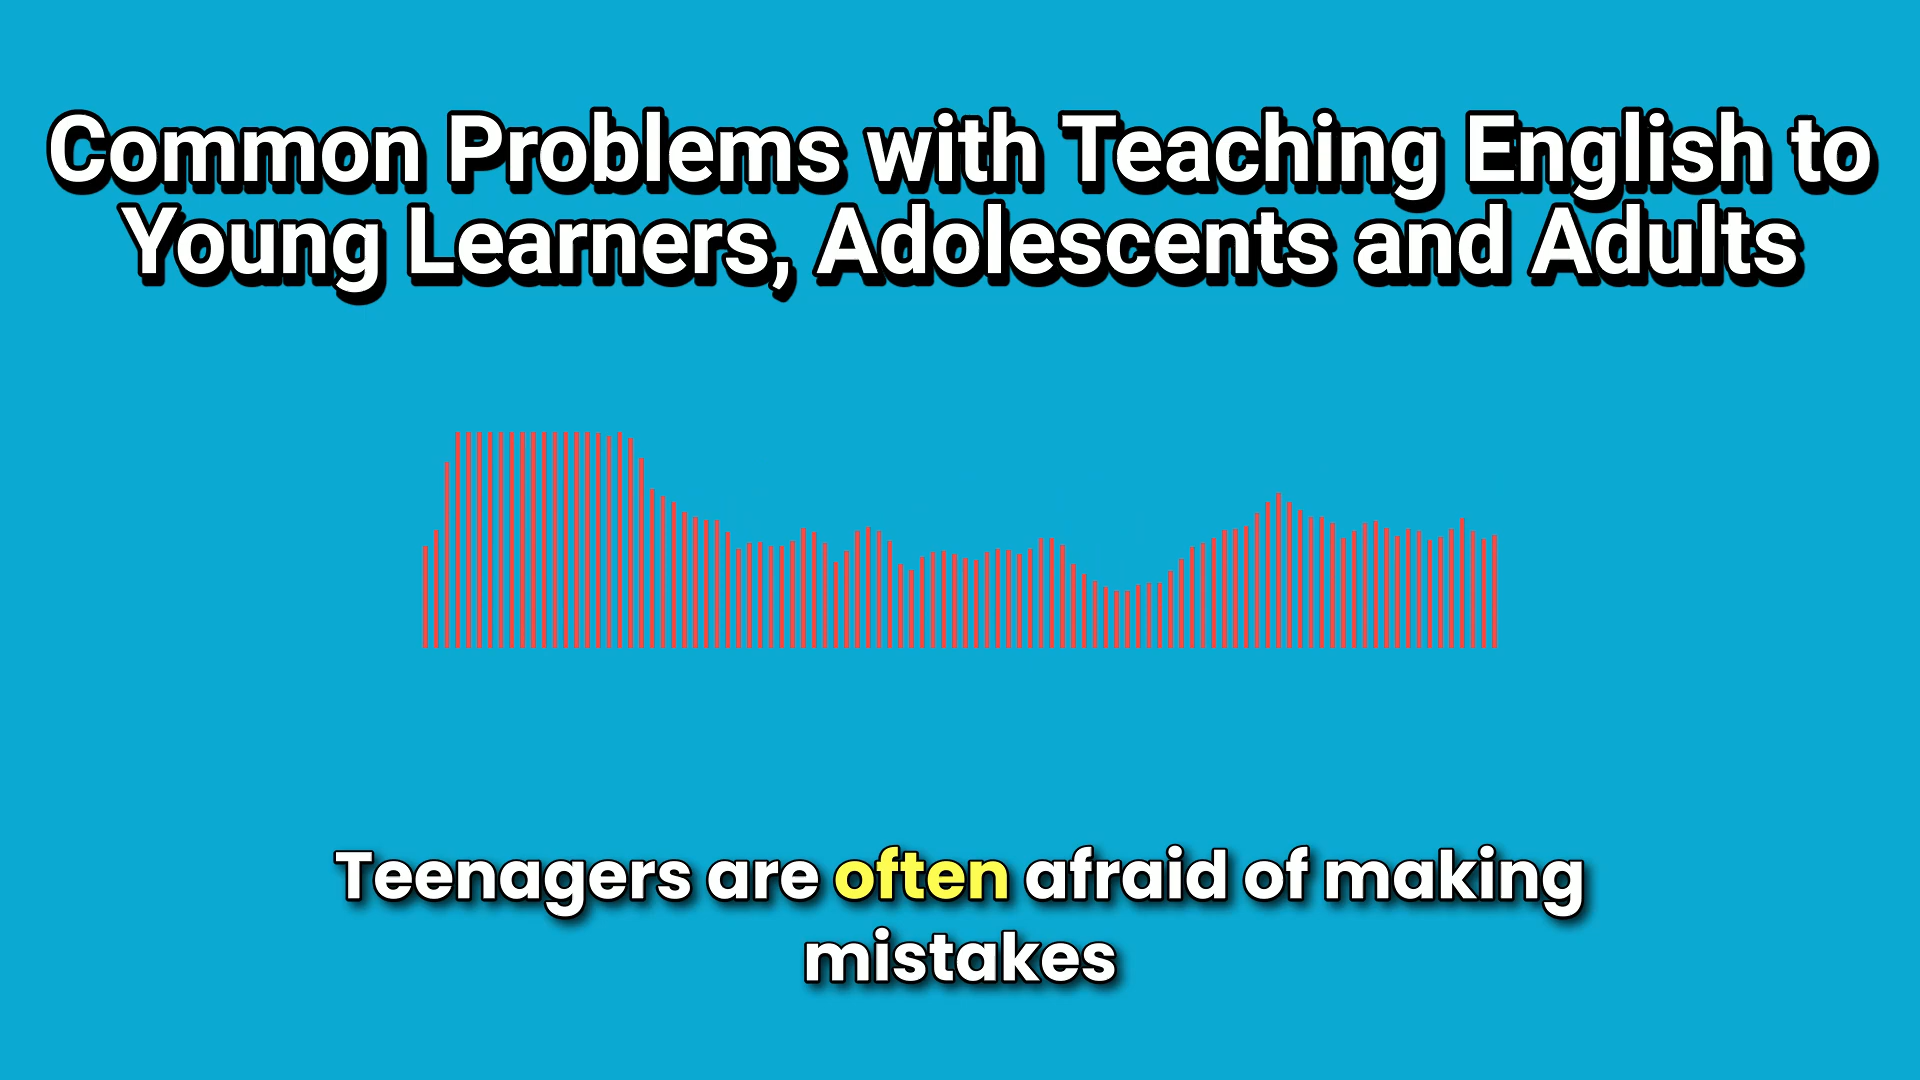 Common Problems with Teaching English to
Young Learners, Adolescents and Adults
Teenagers are often afraid of making
mistakes